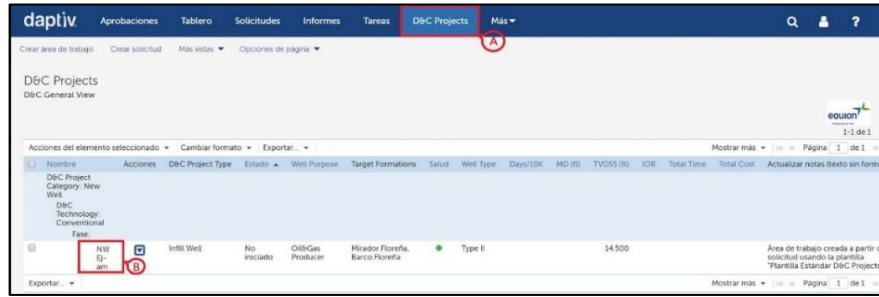 daptiv. Aprobaciones Tablero Solicitudes Informes Tareas D&C Projects Más
A
Crear área de trabajo Crear solicitud Más vistas Opciones de página
D&C Projects
D&C General View
equion
1-1 de 1
Acciones del elemento seleccionado Cambiar formato Exportar... Mostrar más Página 1 de 1
Nombre Acciones D&C Project Type Estado Well Purpose Target Formations Salud Well Type Days/10K MD (ft) TVDSS (ft) IOR Total Time Total Cost Actualizar notas (texto sin form
D&C Project
Category: New
Well
D&C
Technology:
Conventional
Fase:
NW Infill Well No Oil&Gas Mirador Floreña, Type II 14.500 Área de trabajo creada a partir d
Ej- iniciado Producer Barco Floreña solicitud usando la plantilla
am "Plantilla Estándar D&C Projects
B
Exportar... Mostrar más Página 1 de 1